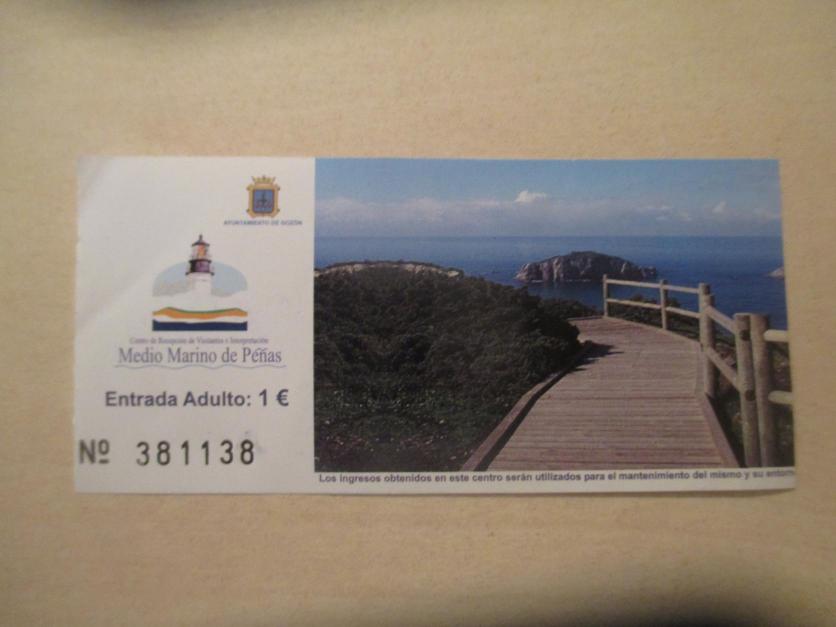 AYUNTAMIENTO DE GOZÓN
Centro de Recepción de Visitantes e Interpretación
Medio Marino de Peñas
Entrada Adulto: 1 €
Nº 381138
Los ingresos obtenidos en este centro serán utilizados para el mantenimiento del mismo y su entorn